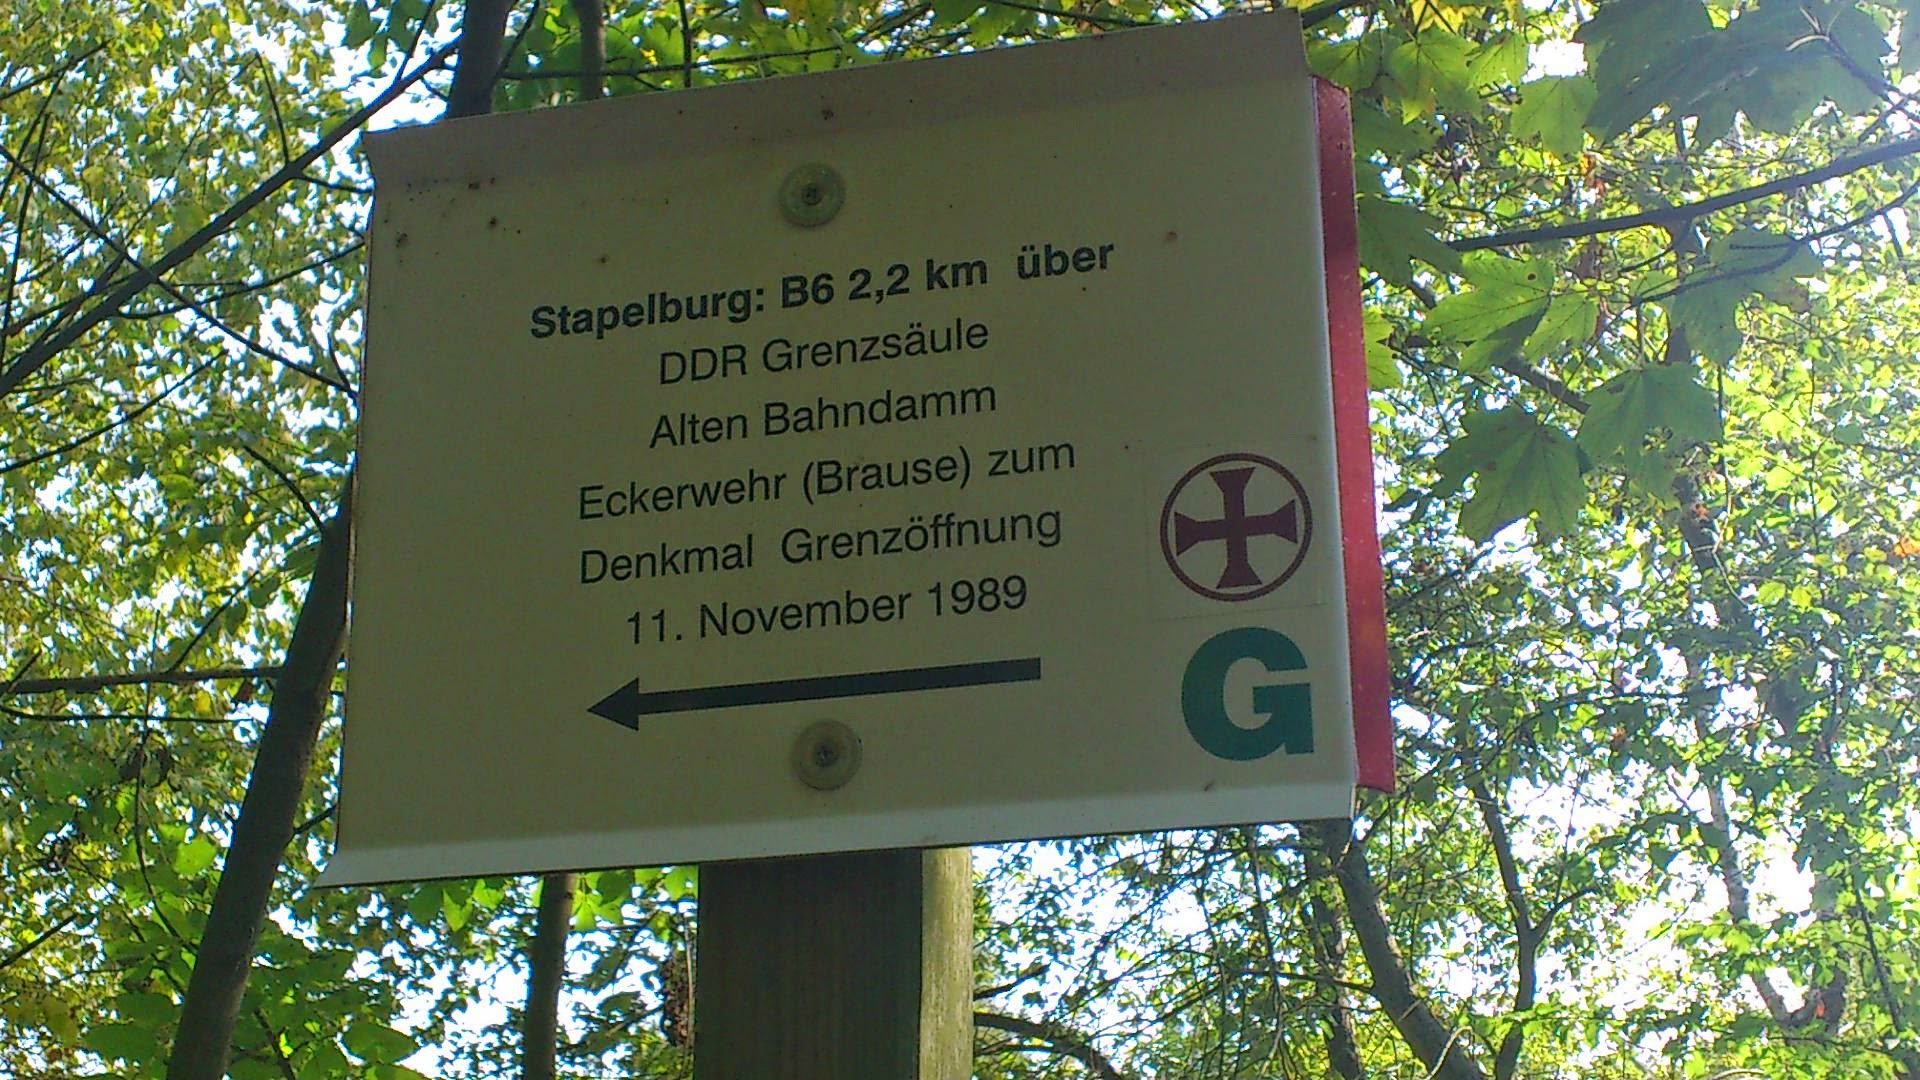 Stapelburg: B6 2,2 km über
DDR Grenzsäule
Alten Bahndamm
Eckerwehr (Brause) zum
Denkmal Grenzöffnung
11. November 1989
G